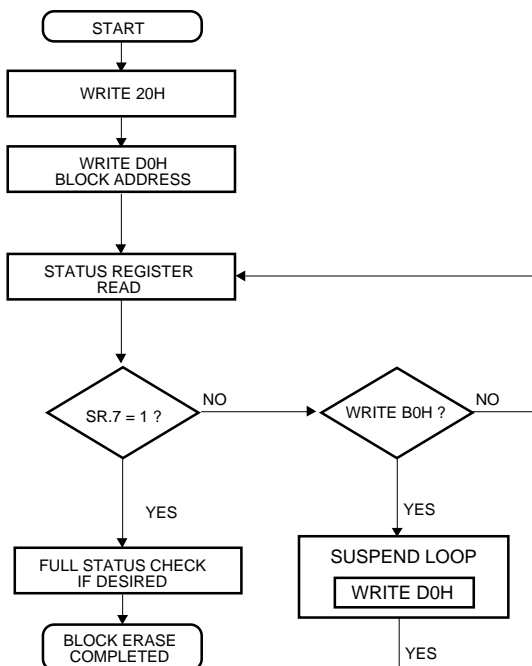 START
WRITE 20H
WRITE D0H
BLOCK ADDRESS
STATUS REGISTER
READ
SR.7 = 1 ?
NO
WRITE B0H ?
NO
YES
YES
FULL STATUS CHECK
IF DESIRED
SUSPEND LOOP
WRITE D0H
BLOCK ERASE
COMPLETED
YES